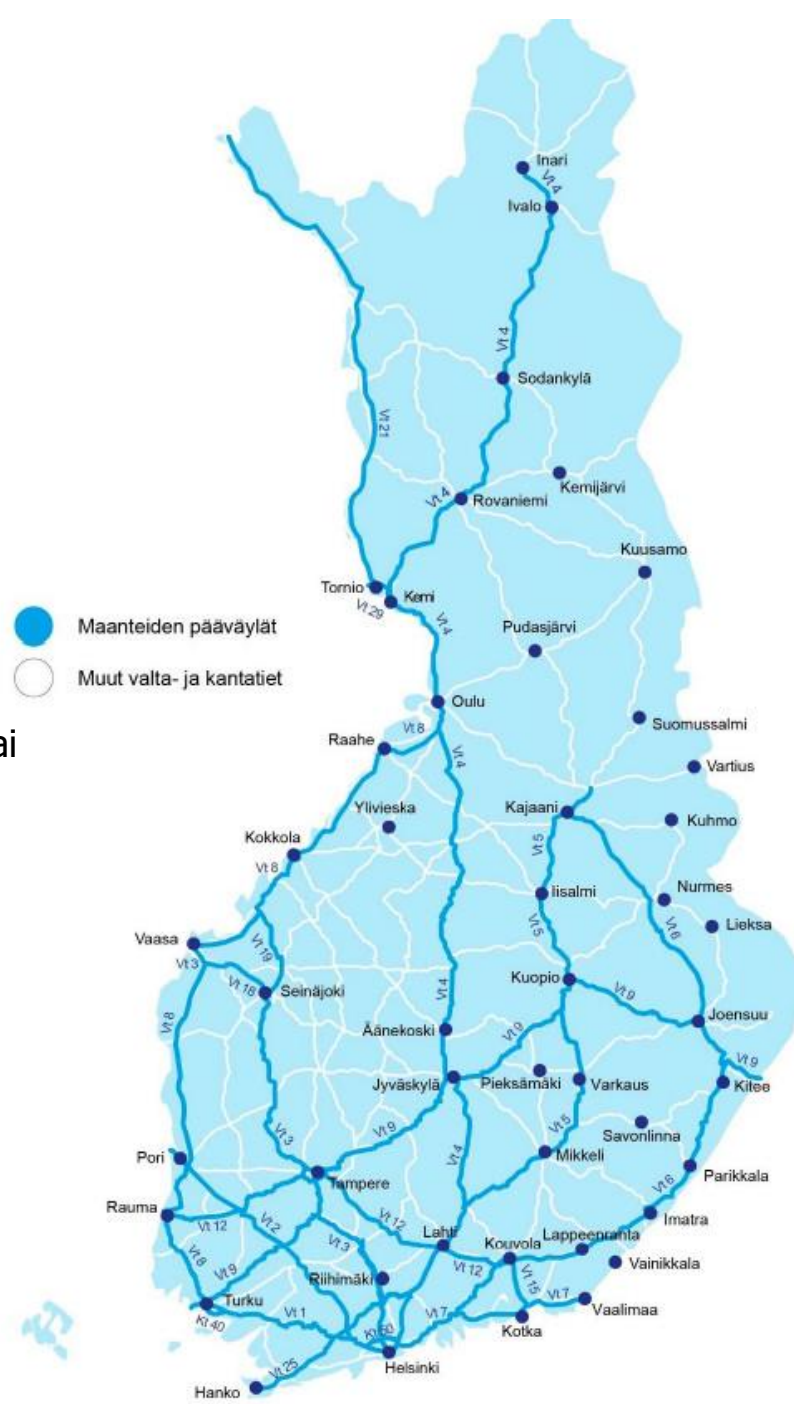 Inari
Vt 4
Ivalo
Vt 4
Sodankylä
Vt 21
Kemijärvi
Vt 4
Rovaniemi
Kuusamo
Tornio
Kemi
Vt 29
Vt 4
Maanteiden pääväylät
Pudasjärvi
Muut valta- ja kantatiet
Oulu
Suomussalmi
Vt 8
Raahe
ai
Vt 4
Vartius
Ylivieska
Kajaani
Kuhmo
Kokkola
Vt 5
Vt 8
Nurmes
Iisalmi
Lieksa
Vt 5
Vt 6
Vaasa
Vt 19
Vt 3
Vt 18
Seinäjoki
Kuopio
Vt 9
Vt 4
Vt 8
Joensuu
Äänekoski
Vt 9
Vt 9
Jyväskylä
Pieksämäki
Varkaus
Kitee
Vt 5
Vt 3
Vt 9
Savonlinna
Vt 4
Mikkeli
Pori
Parikkala
Tampere
Vt 6
Rauma
Vt 12
Vt 2
Vt 12
Imatra
Lahti
Lappeenranta
Kouvola
Vt 3
Vt 8
Vt 9
Vt 12
Vainikkala
Riihimäki
Vt 15
Turku
Vt 7
Vaalimaa
Vt 1
Vt 7
Kt 40
Kt 50
Kotka
Helsinki
Vt 25
Hanko